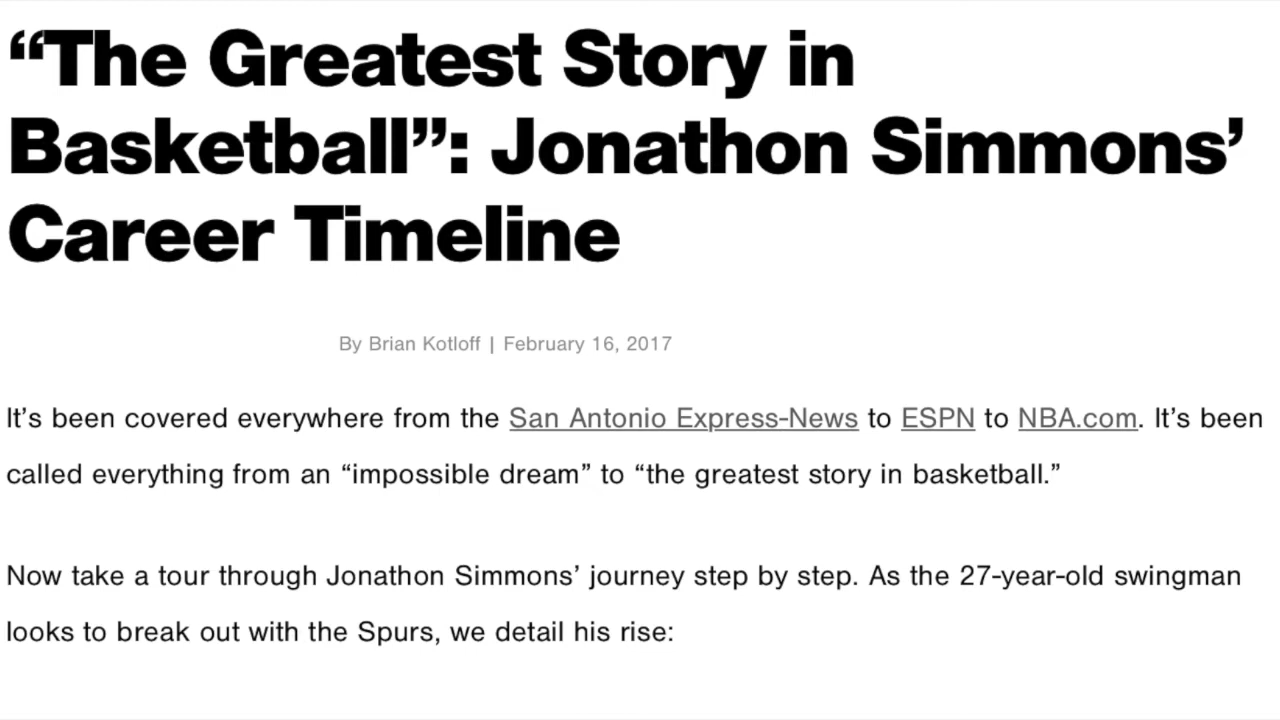 “The Greatest Story in
Basketball”: Jonathon Simmons’
Career Timeline
By Brian Kotloff | February 16, 2017
It’s been covered everywhere from the San Antonio Express-News to ESPN to NBA.com. It’s been
called everything from an “impossible dream” to “the greatest story in basketball.”
Now take a tour through Jonathon Simmons’ journey step by step. As the 27-year-old swingman
looks to break out with the Spurs, we detail his rise: